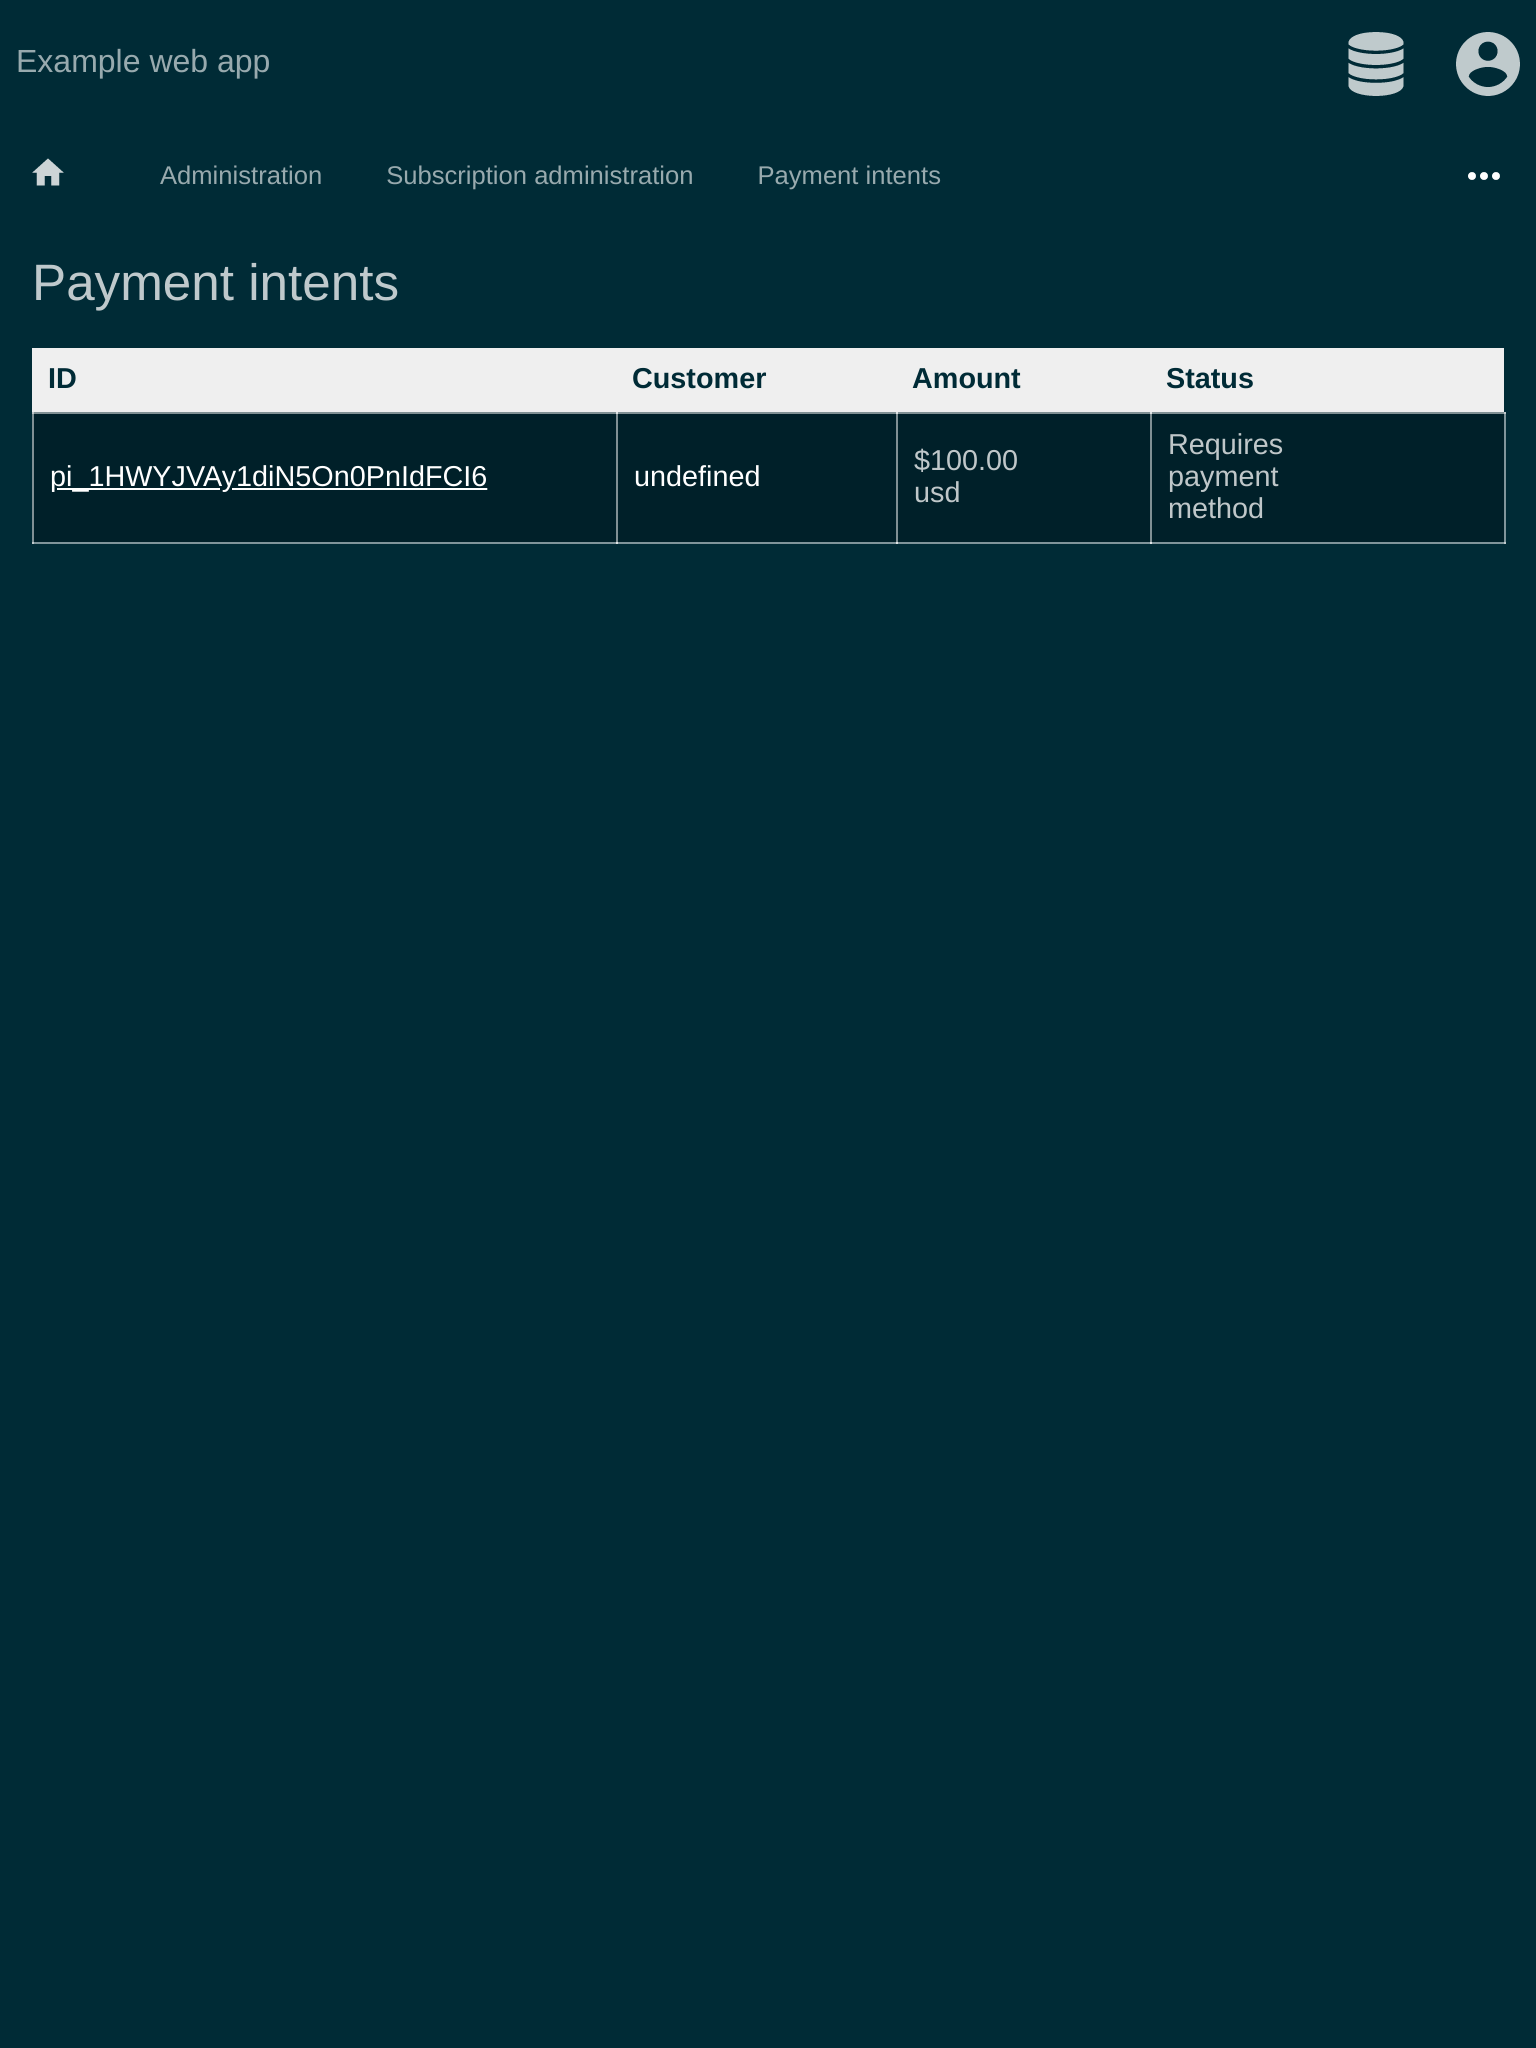 Example web app
Administration Subscription administration Payment intents
Payment intents
ID Customer Amount Status
pi_1HWYJVAy1diN5On0PnIdFCI6 undefined $100.00 usd Requires payment method